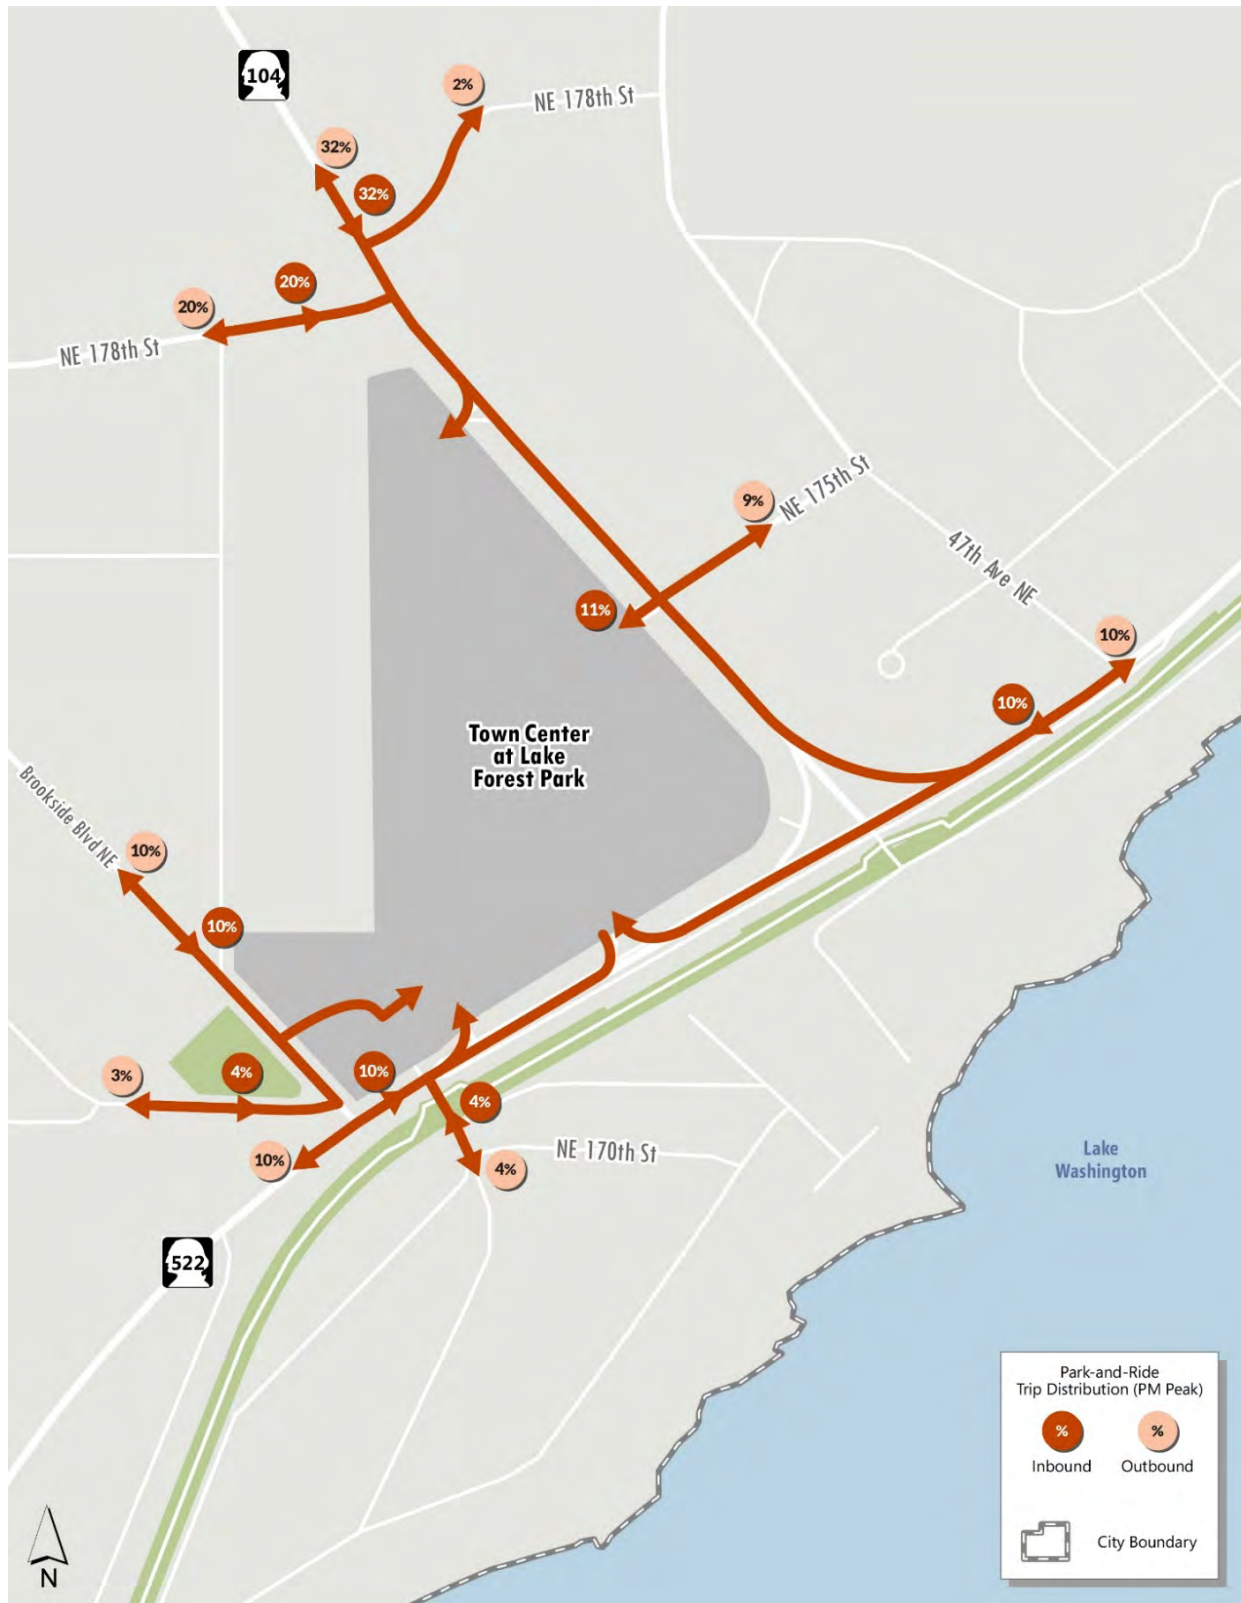 104
2%
NE 178th St
32%
32%
20%
20%
NE 178th St
9%
NE 175th St
11%
47th Ave NE
10%
10%
Town Center
at Lake
Forest Park
Brookside Blvd NE
10%
10%
3%
4%
10%
4%
10%
4%
NE 170th St
Lake
Washington
522
Park-and-Ride
Trip Distribution (PM Peak)
%
%
Inbound
Outbound
City Boundary
N